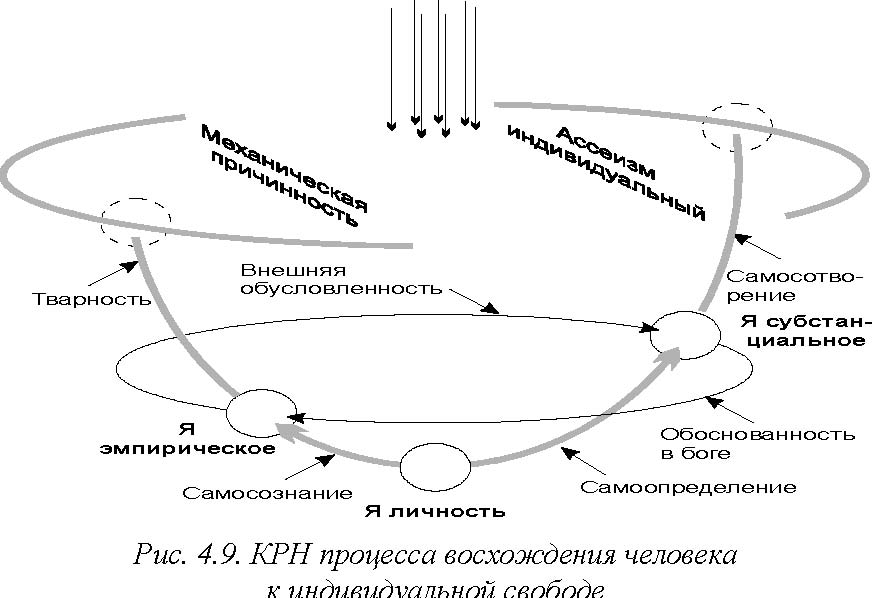 Механическая
причинность
Ассеизм
индивидуальный
Тварность
Внешняя
обусловленность
Самосотво-
рение
Я субстан-
циальное
Я
эмпирическое
Обоснованность
в боге
Самосознание
Самоопределение
Я личность
Рис. 4.9. КРН процесса восхождения человека
к индивидуальной свободе